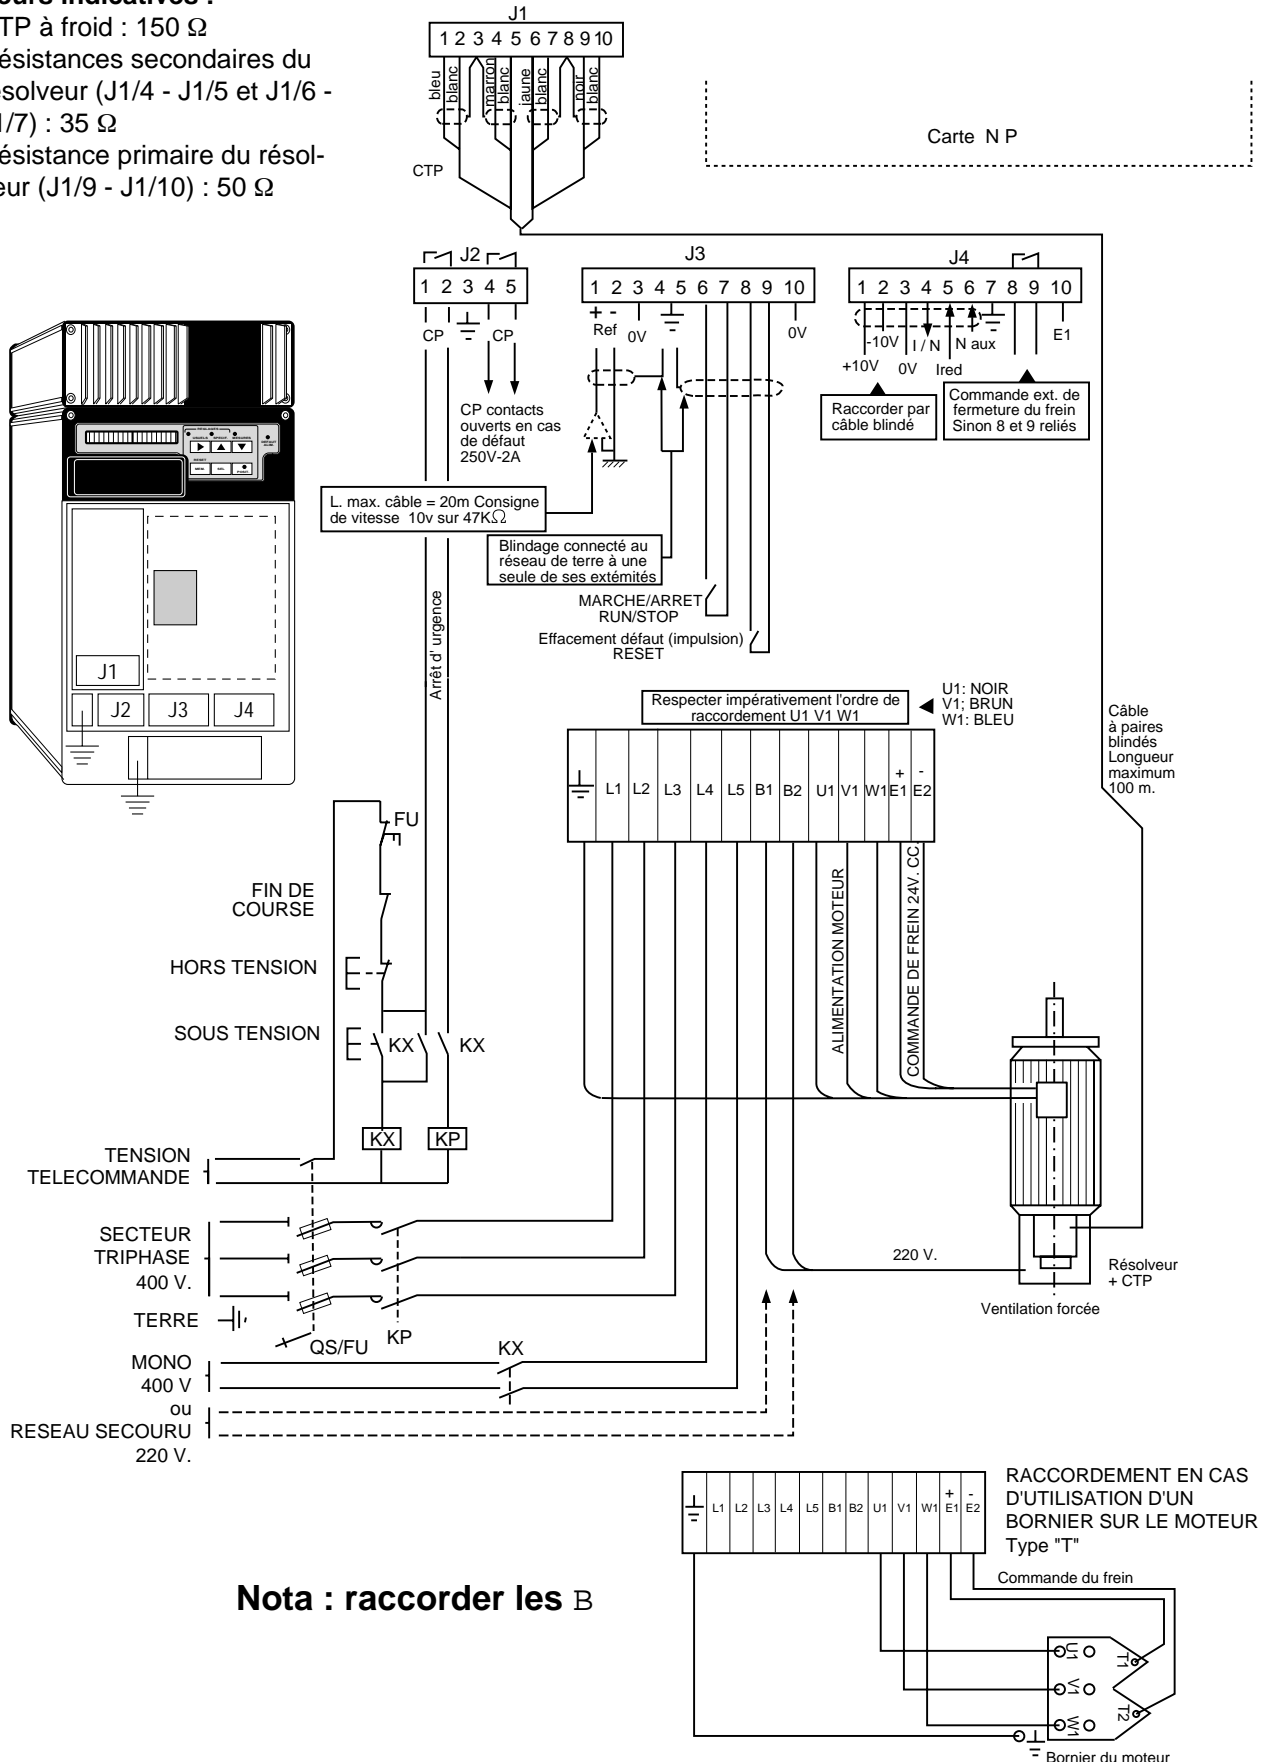 ours indicatives :
TP à froid : 150 Ω
ésistances secondaires du
ésolveur (J1/4 - J1/5 et J1/6 -
1/7) : 35 Ω
ésistance primaire du résol-
eur (J1/9 - J1/10) : 50 Ω
J1
1 2 3 4 5 6 7 8 9 10
bleu
blanc
marron
blanc
jaune
blanc
noir
blanc
CTP
Carte N P
J2
1 2 3 4 5
CP
CP
CP contacts
ouverts en cas
de défaut
250V-2A
J3
1 2 3 4 5 6 7 8 9 10
+ -
Ref
0V
0V
J4
1 2 3 4 5 6 7 8 9 10
-10V
I / N
N aux
E1
+10V
0V
Ired
Raccorder par
câble blindé
Commande ext. de
fermeture du frein
Sinon 8 et 9 reliés
L. max. câble = 20m Consigne
de vitesse 10v sur 47KΩ
Blindage connecté au
réseau de terre à une
seule de ses extémités
MARCHE/ARRET
RUN/STOP
Effacement défaut (impulsion)
RESET
Arrêt d' urgence
J1
J2
J3
J4
Respecter impérativement l'ordre de
raccordement U1 V1 W1
U1: NOIR
V1; BRUN
W1: BLEU
Câble
à paires
blindés
Longueur
maximum
100 m.
+ -
L1 L2 L3 L4 L5 B1 B2 U1 V1 W1 E1 E2
ALIMENTATION MOTEUR
COMMANDE DE FREIN 24V. CC.
FU
FIN DE
COURSE
HORS TENSION
SOUS TENSION
KX
KX
KX
KP
TENSION
TELECOMMANDE
SECTEUR
TRIPHASE
400 V.
TERRE
QS/FU
KP
KX
MONO
400 V
ou
RESEAU SECOURU
220 V.
220 V.
Résolveur
+ CTP
Ventilation forcée
+ -
L1 L2 L3 L4 L5 B1 B2 U1 V1 W1 E1 E2
RACCORDEMENT EN CAS
D'UTILISATION D'UN
BORNIER SUR LE MOTEUR
Type "T"
Commande du frein
U1
V1
W1
T1
T2
Bornier du moteur
Nota : raccorder les B